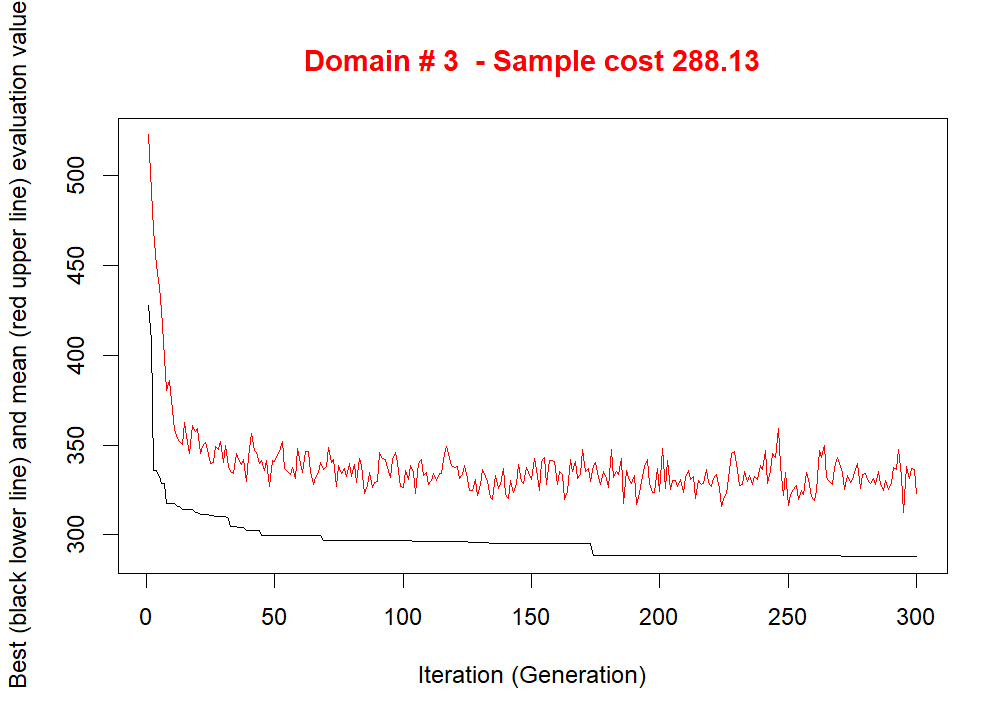 Domain # 3  - Sample cost 288.13
Best (black lower line) and mean (red upper line) evaluation value
500
450
400
350
300
0 50 100 150 200 250 300
Iteration (Generation)